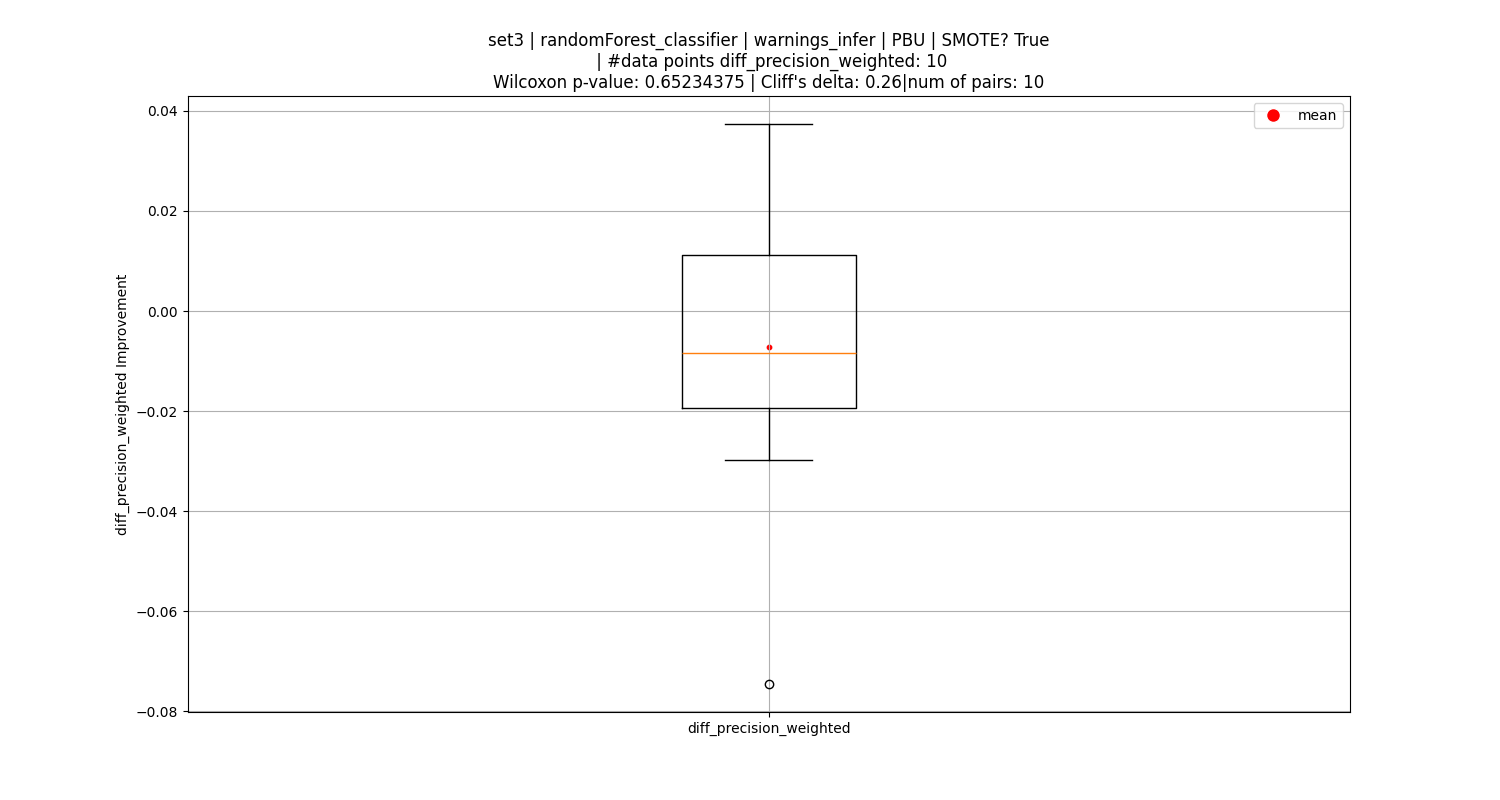 set3 | randomForest_classifier | warnings_infer | PBU | SMOTE? True
| #data points diff_precision_weighted: 10
Wilcoxon p-value: 0.65234375 | Cliff's delta: 0.26|num of pairs: 10
mean
0.04
0.02
0.00
−0.02
−0.04
−0.06
−0.08
diff_precision_weighted Improvement
diff_precision_weighted